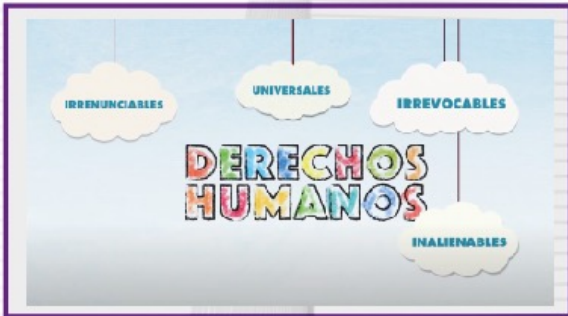 IRRENUNCIABLES
UNIVERSALES
IRREVOCABLES
DERECHOS
HUMANOS
INALIENABLES